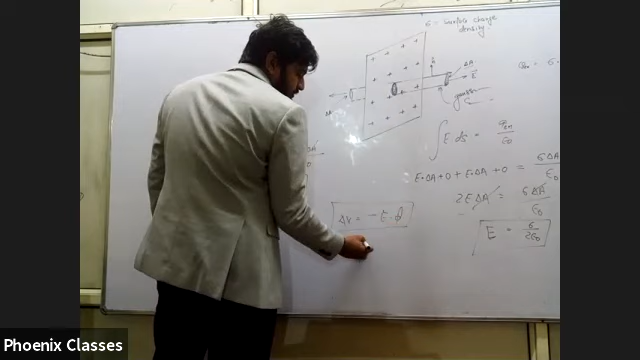 σ = Surface charge
density
ΔA
E
∫ E ds = q_en / ε0
E·ΔA + 0 + E·ΔA + 0 = σΔA / ε0
2EΔA = σΔA / ε0
E = σ / 2ε0
ΔV = - E·d
Phoenix Classes